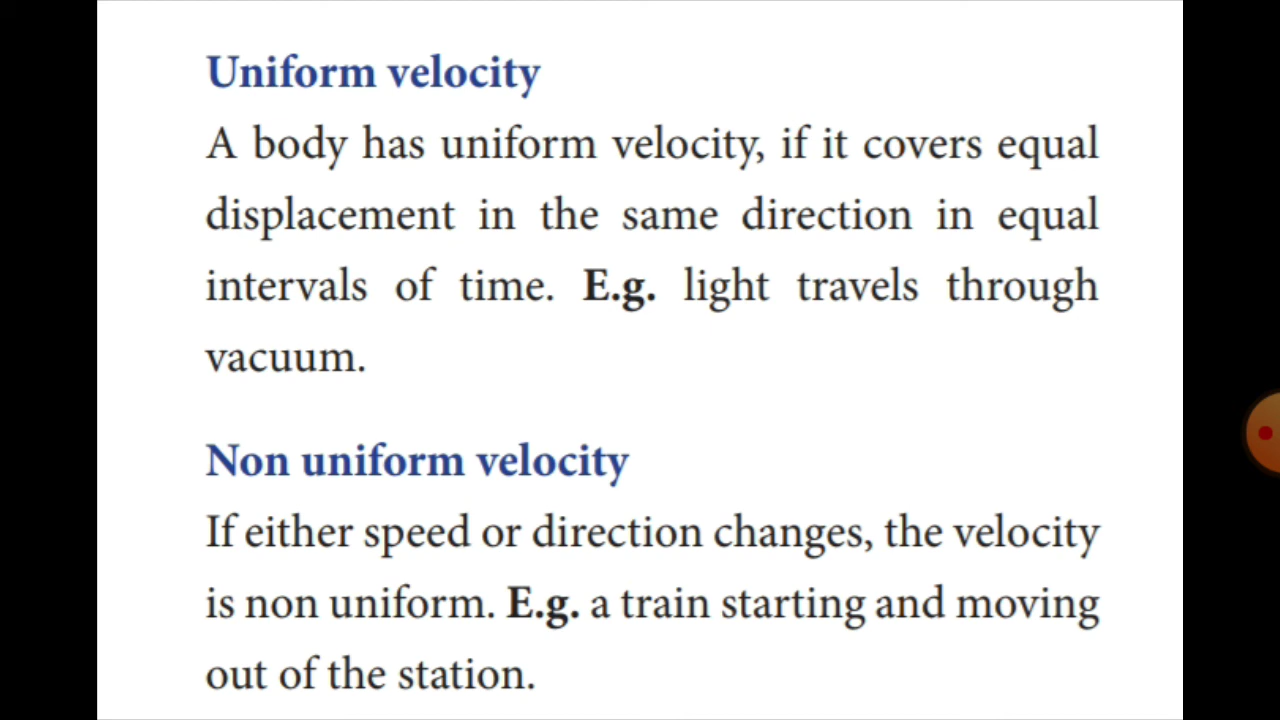 Uniform velocity
A body has uniform velocity, if it covers equal
displacement in the same direction in equal
intervals of time. E.g. light travels through
vacuum.
Non uniform velocity
If either speed or direction changes, the velocity
is non uniform. E.g. a train starting and moving
out of the station.